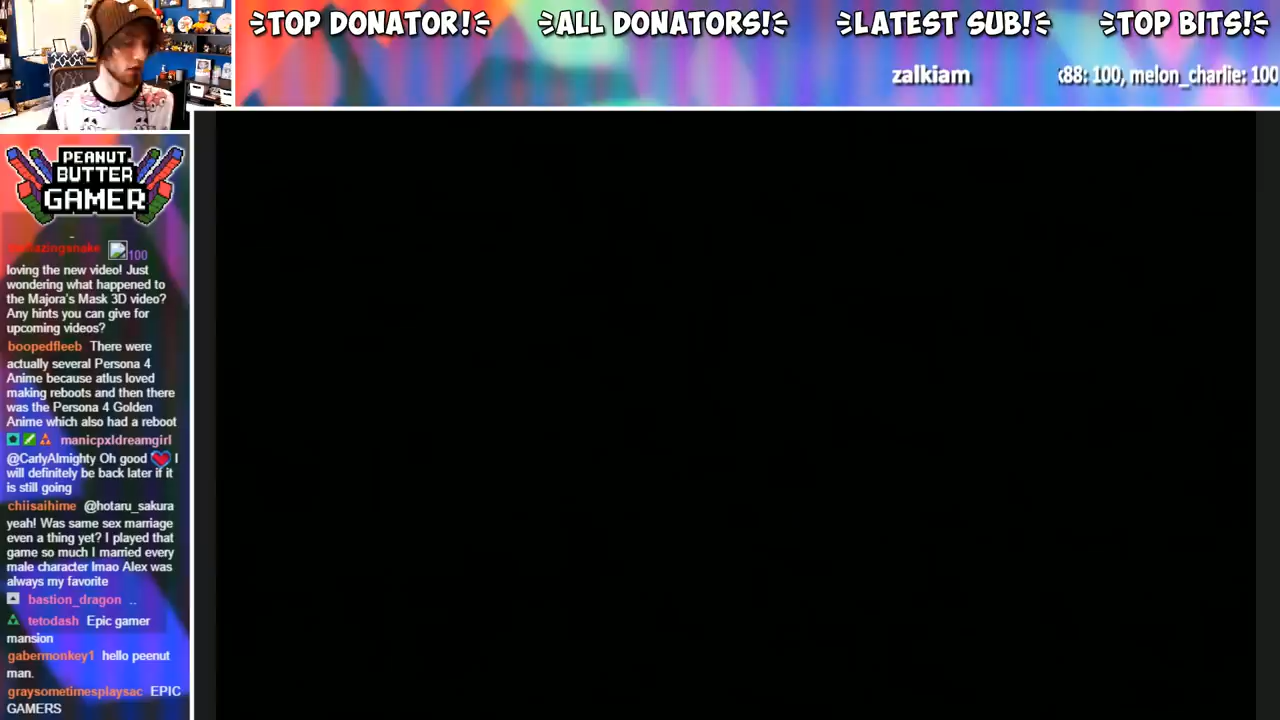 TOP DONATOR!
ALL DONATORS!
LATEST SUB!
TOP BITS!
zalkiam
88: 100, melon_charlie: 100
PEANUT
BUTTER
GAMER
100
loving the new video! Just
wondering what happened to
the Majora's Mask 3D video?
Any hints you can give for
upcoming videos?
boopedfleeb There were
actually several Persona 4
Anime because atlus loved
making reboots and then there
was the Persona 4 Golden
Anime which also had a reboot
manicpxldreamgirl
@CarlyAlmighty Oh good I
will definitely be back later if it
is still going
chiisaihime @hotaru_sakura
yeah! Was same sex marriage
even a thing yet? I played that
game so much I married every
male character lmao Alex was
always my favorite
bastion_dragon ..
tetodash Epic gamer
mansion
gabermonkey1 hello peenut
man.
graysometimesplaysac EPIC
GAMERS